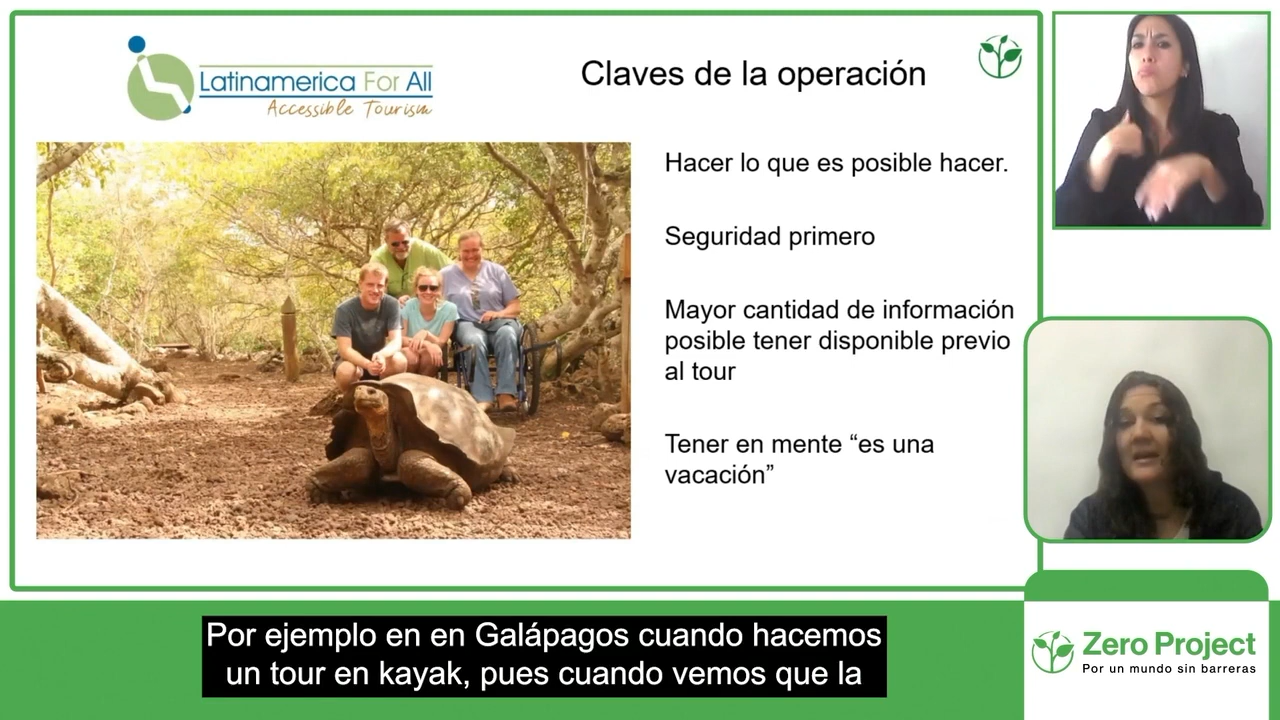 Latinamerica For All
Accessible Tourism
Claves de la operación
Hacer lo que es posible hacer.
Seguridad primero
Mayor cantidad de información
posible tener disponible previo
al tour
Tener en mente “es una
vacación”
Por ejemplo en en Galápagos cuando hacemos
un tour en kayak, pues cuando vemos que la
Zero Project
Por un mundo sin barreras